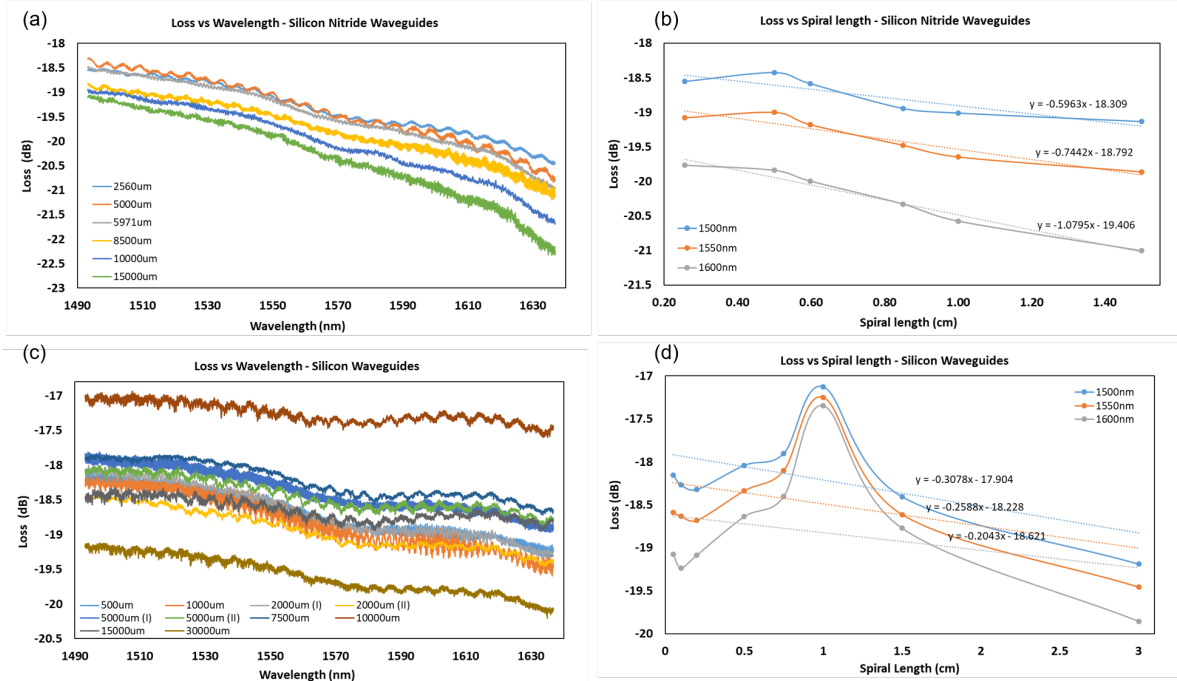 (a)
Loss vs Wavelength - Silicon Nitride Waveguides
-18
-18.5
-19
-19.5
-20
-20.5
-21
-21.5
-22
-22.5
-23
Loss (dB)
2560um
5000um
5971um
8500um
10000um
15000um
1490 1510 1530 1550 1570 1590 1610 1630
Wavelength (nm)
(b)
Loss vs Spiral length - Silicon Nitride Waveguides
-18
-18.5
-19
-19.5
-20
-20.5
-21
-21.5
Loss (dB)
y = -0.5963x - 18.309
y = -0.7442x - 18.792
y = -1.0795x - 19.406
1500nm
1550nm
1600nm
0.20 0.40 0.60 0.80 1.00 1.20 1.40
Spiral length (cm)
(c)
Loss vs Wavelength - Silicon Waveguides
-17
-17.5
-18
-18.5
-19
-19.5
-20
-20.5
Loss (dB)
500um 1000um 2000um (I) 2000um (II)
5000um (I) 5000um (II) 7500um 10000um
15000um 30000um
1490 1510 1530 1550 1570 1590 1610 1630
Wavelength (nm)
(d)
Loss vs Spiral length - Silicon Waveguides
-17
-17.5
-18
-18.5
-19
-19.5
-20
Loss (dB)
1500nm
1550nm
1600nm
y = -0.3078x - 17.904
y = -0.2588x - 18.228
y = -0.2043x - 18.621
0 0.5 1 1.5 2 2.5 3
Spiral Length (cm)